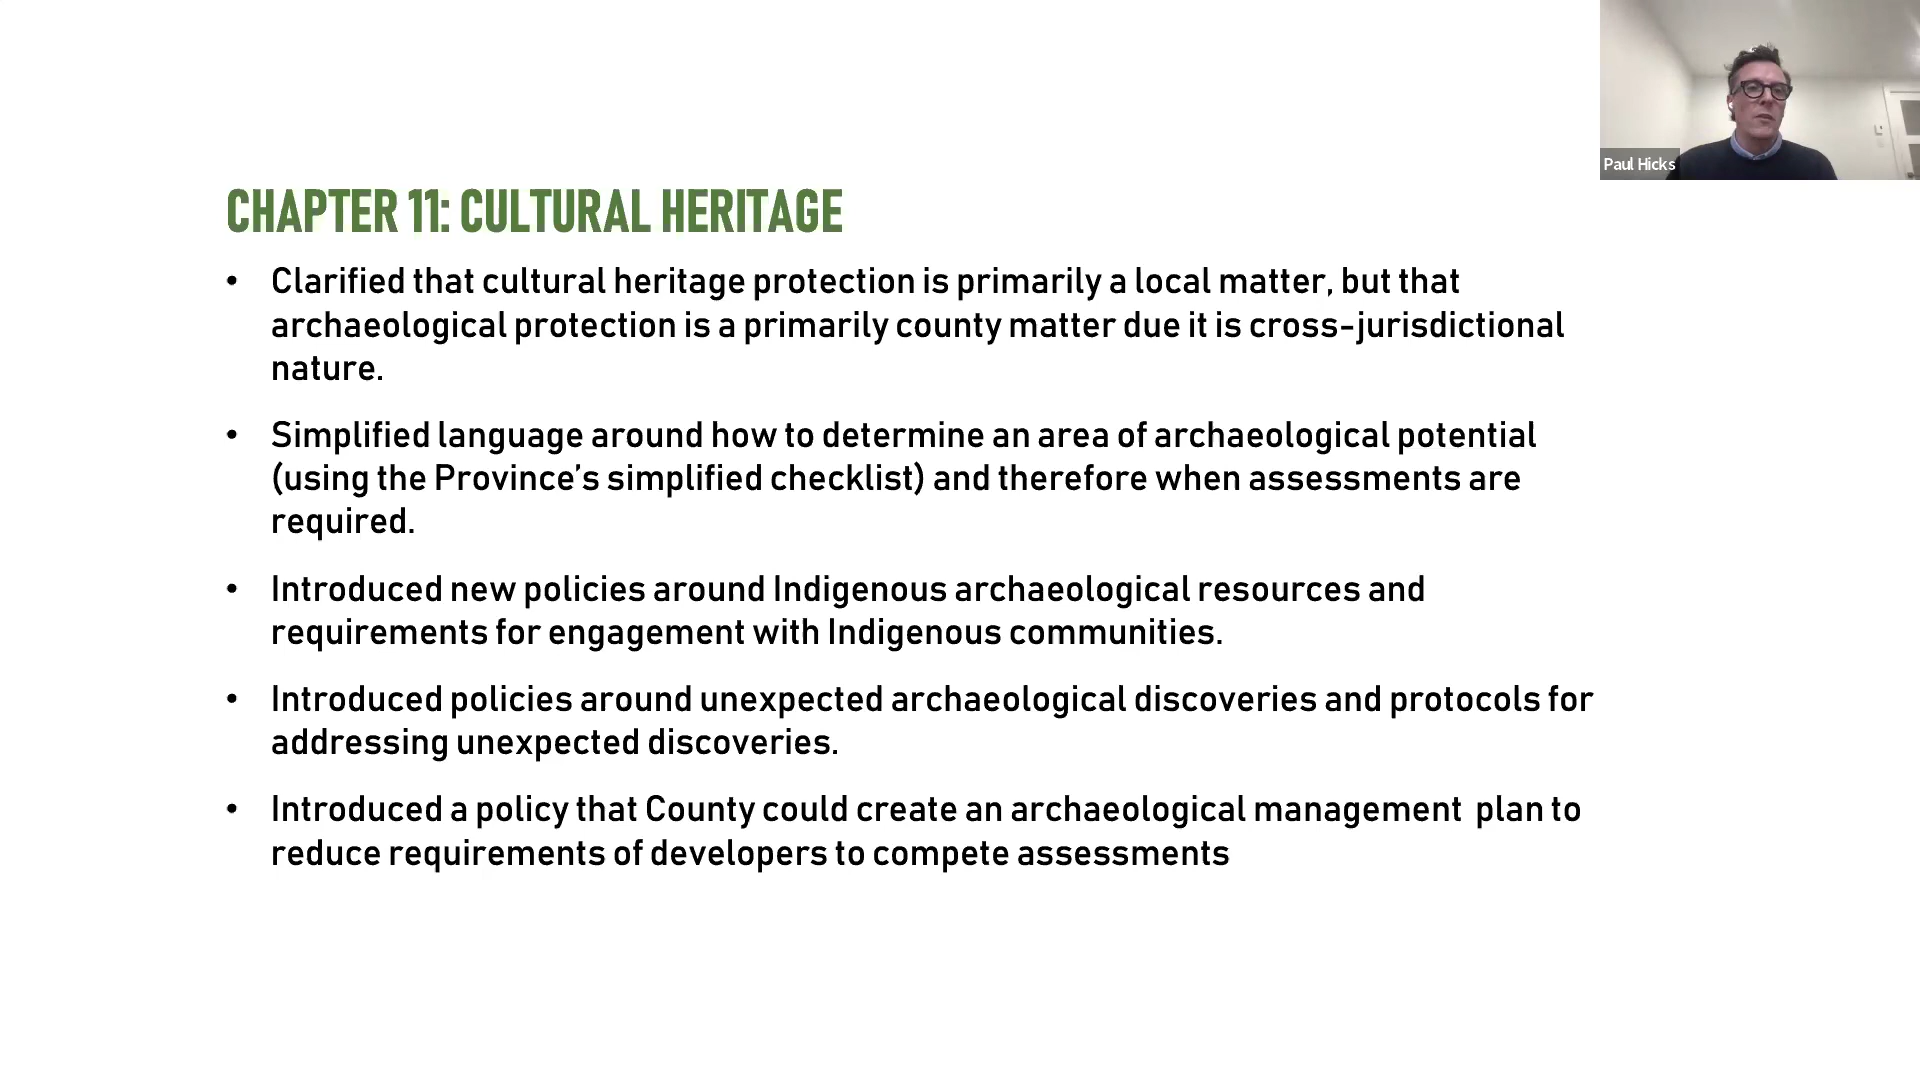 Paul Hicks
CHAPTER 11: CULTURAL HERITAGE
• Clarified that cultural heritage protection is primarily a local matter, but that
archaeological protection is a primarily county matter due it is cross-jurisdictional
nature.
• Simplified language around how to determine an area of archaeological potential
(using the Province's simplified checklist) and therefore when assessments are
required.
• Introduced new policies around Indigenous archaeological resources and
requirements for engagement with Indigenous communities.
• Introduced policies around unexpected archaeological discoveries and protocols for
addressing unexpected discoveries.
• Introduced a policy that County could create an archaeological management  plan to
reduce requirements of developers to compete assessments